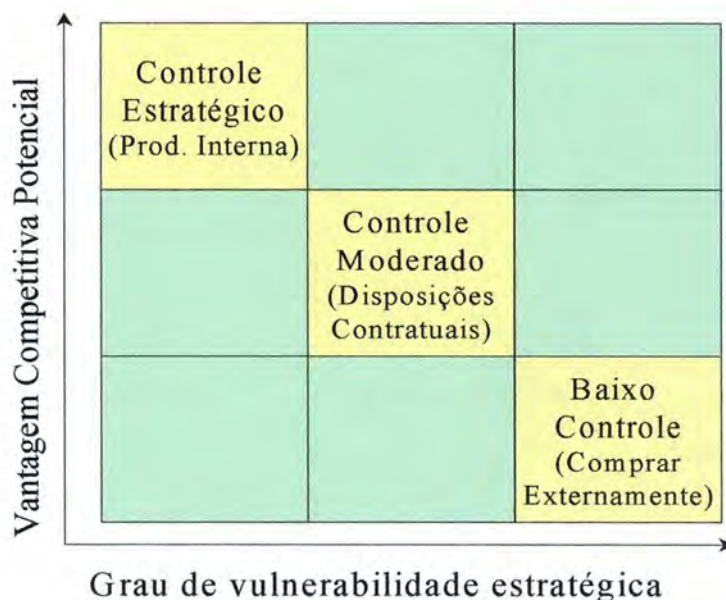 Vantagem Competitiva Potencial
Controle
Estratégico
(Prod. Interna)
Controle
Moderado
(Disposições
Contratuais)
Baixo
Controle
(Comprar
Externamente)
Grau de vulnerabilidade estratégica